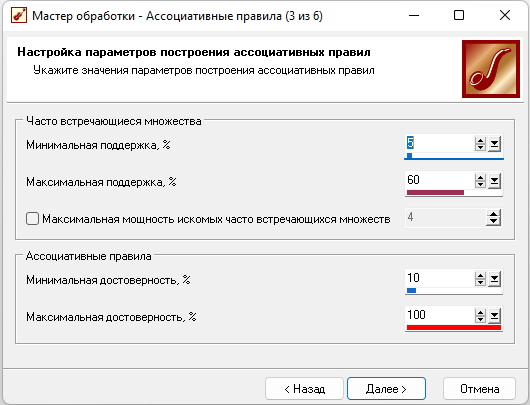 Мастер обработки - Ассоциативные правила (3 из 6)
Настройка параметров построения ассоциативных правил
Укажите значения параметров построения ассоциативных правил
Часто встречающиеся множества
Минимальная поддержка, % 5
Максимальная поддержка, % 60
Максимальная мощность искомых часто встречающихся множеств 4
Ассоциативные правила
Минимальная достоверность, % 10
Максимальная достоверность, % 100
< Назад Далее > Отмена